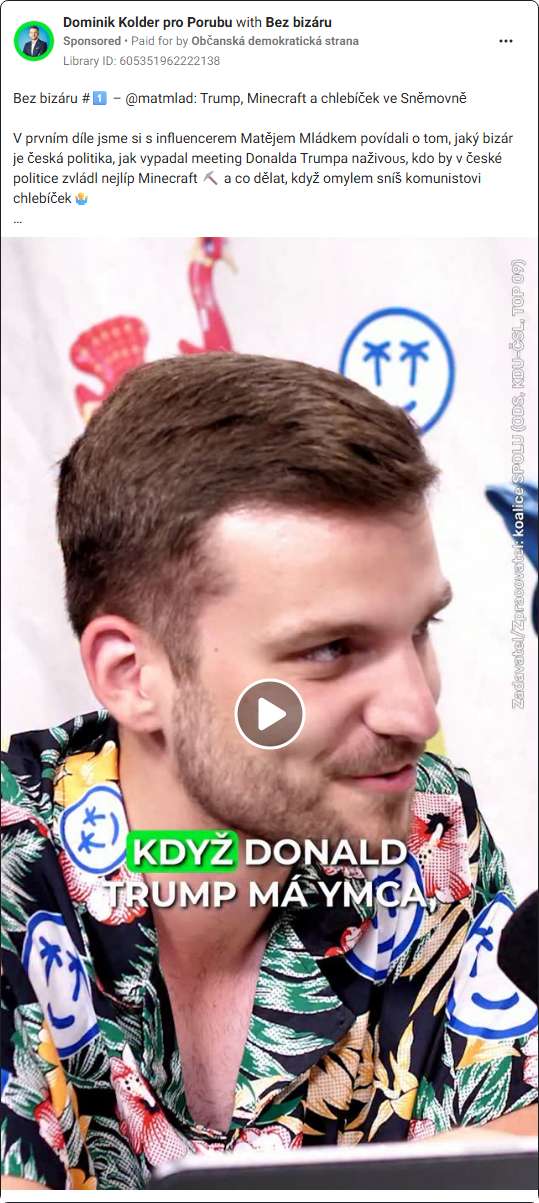 Dominik Kolder pro Porubu with Bez bizáru
Sponsored • Paid for by Občanská demokratická strana
Library ID: 605351962222138
Bez bizáru #1️⃣ – @matmlad: Trump, Minecraft a chlebíček ve Sněmovně
V prvním díle jsme si s influencerem Matějem Mládkem povídali o tom, jaký bizár
je česká politika, jak vypadal meeting Donalda Trumpa naživous, kdo by v české
politice zvládl nejlíp Minecraft ⛏️ a co dělat, když omylem sníš komunistovi
chlebíček 🤷
...
Zadavatel/Zpracovatel: koalice SPOLU (ODS, KDU-ČSL, TOP 09)
KDYŽ DONALD
TRUMP MÁ YMCA,